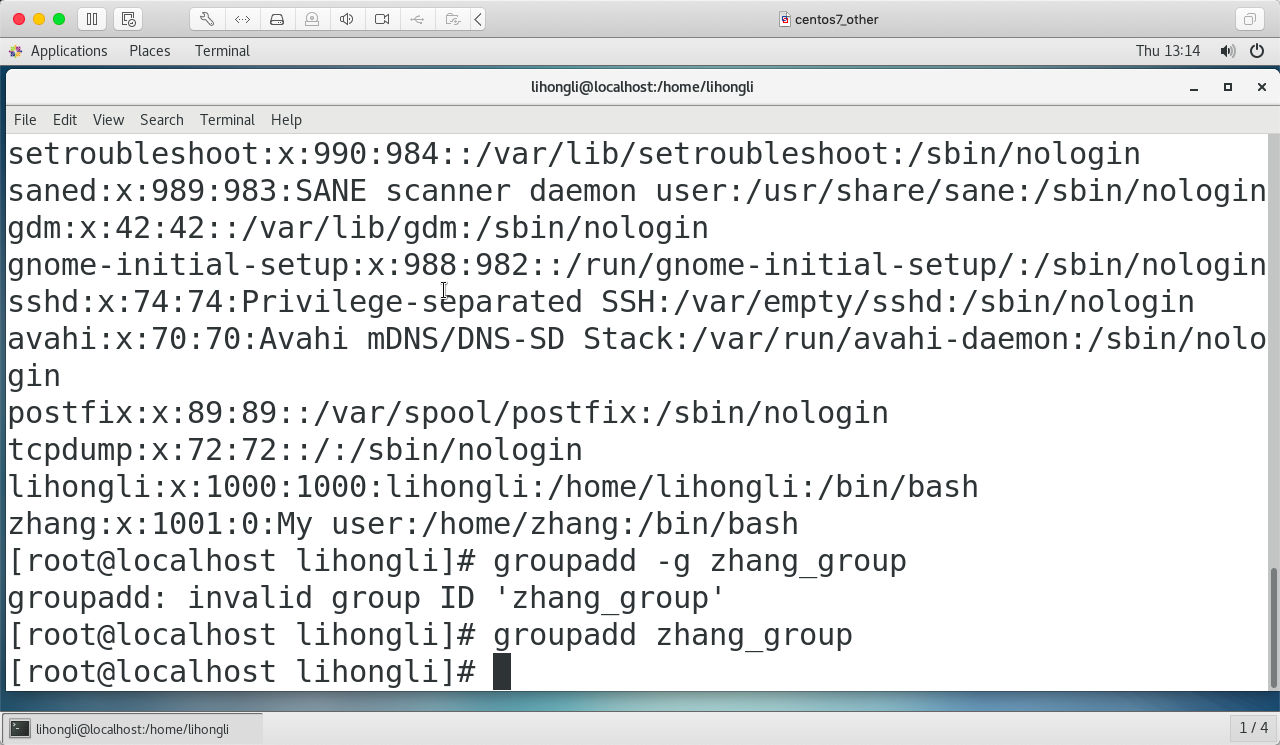 centos7_other
Applications Places Terminal Thu 13:14
lihongli@localhost:/home/lihongli
File Edit View Search Terminal Help
setroubleshoot:x:990:984::/var/lib/setroubleshoot:/sbin/nologin
saned:x:989:983:SANE scanner daemon user:/usr/share/sane:/sbin/nologin
gdm:x:42:42::/var/lib/gdm:/sbin/nologin
gnome-initial-setup:x:988:982::/run/gnome-initial-setup/:/sbin/nologin
sshd:x:74:74:Privilege-separated SSH:/var/empty/sshd:/sbin/nologin
avahi:x:70:70:Avahi mDNS/DNS-SD Stack:/var/run/avahi-daemon:/sbin/nolo
gin
postfix:x:89:89::/var/spool/postfix:/sbin/nologin
tcpdump:x:72:72::/:/sbin/nologin
lihongli:x:1000:1000:lihongli:/home/lihongli:/bin/bash
zhang:x:1001:0:My user:/home/zhang:/bin/bash
[root@localhost lihongli]# groupadd -g zhang_group
groupadd: invalid group ID 'zhang_group'
[root@localhost lihongli]# groupadd zhang_group
[root@localhost lihongli]#
lihongli@localhost:/home/lihongli 1 / 4